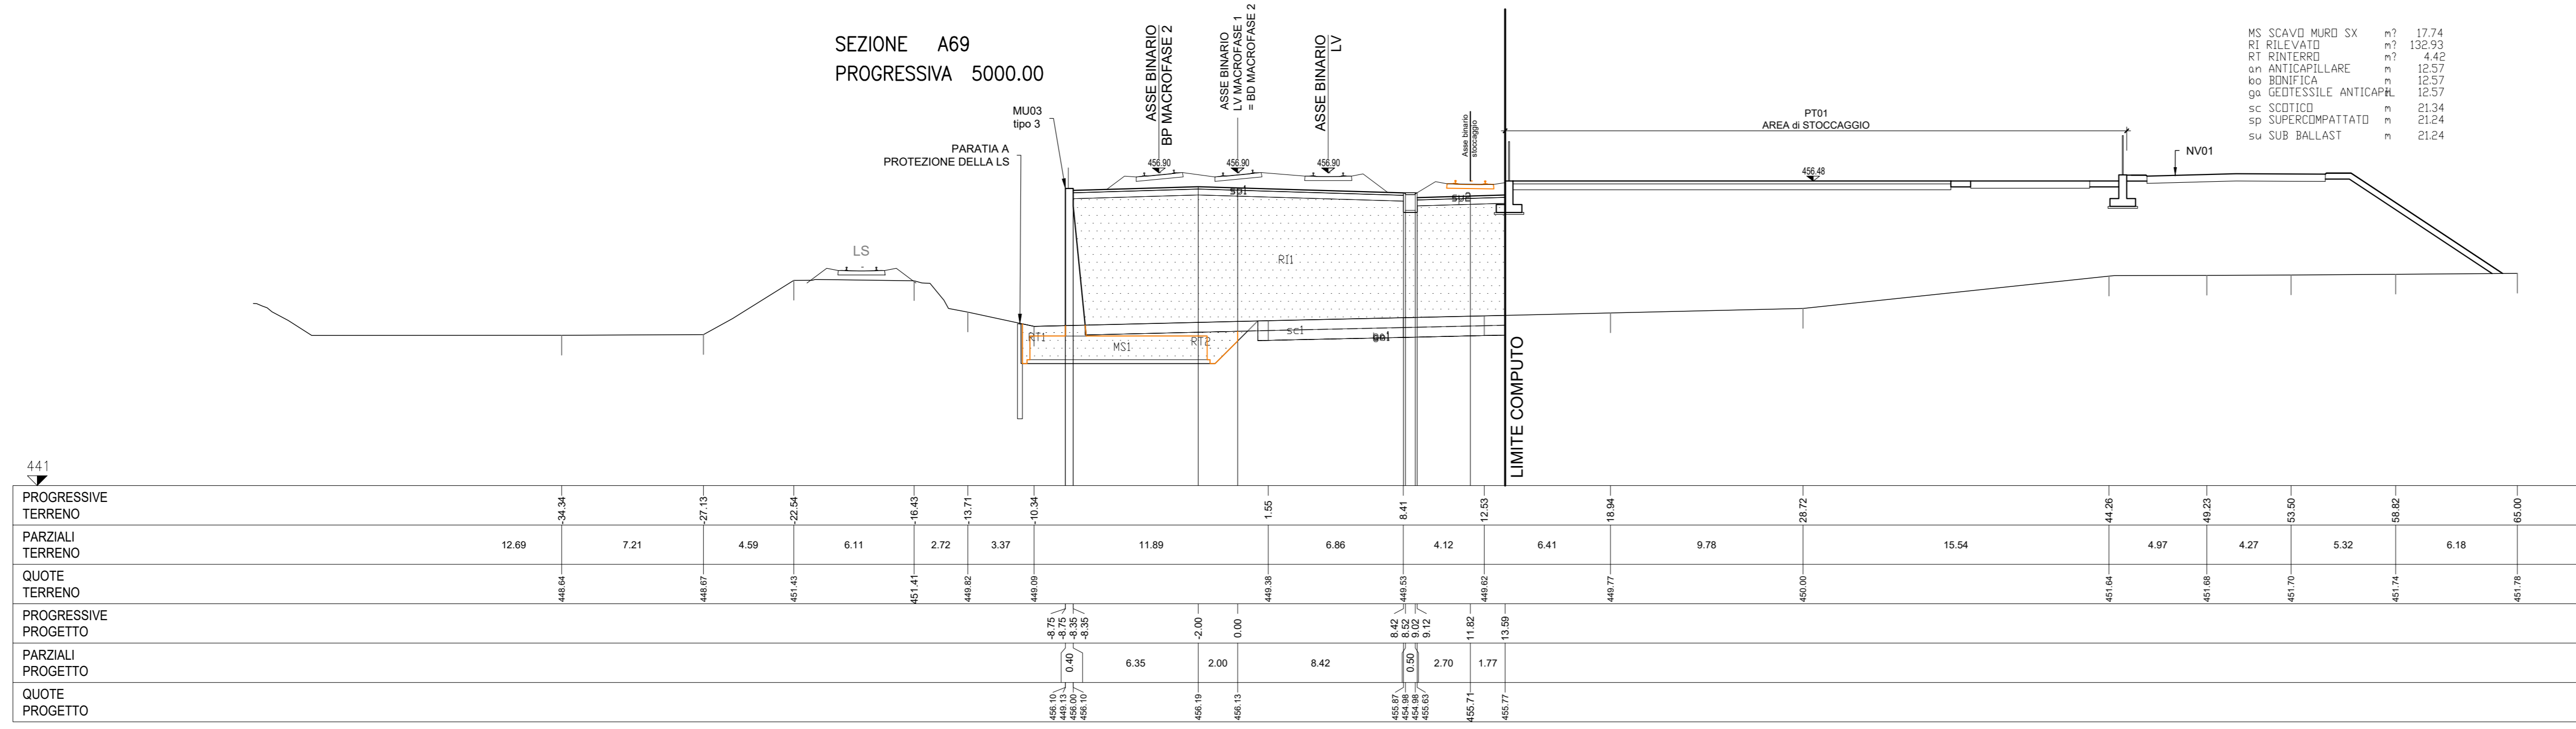 SEZIONE A69
PROGRESSIVA 5000.00
ASSE BINARIO
BP MACROFASE 2
ASSE BINARIO
LV MACROFASE 1
= BD MACROFASE 2
ASSE BINARIO
LV
Asse binario
stoccaggio
MS SCAVO MURO SX m? 17.74
RI RILEVATO m? 132.93
RT RINTERRO m? 4.42
an ANTICAPILLARE m 12.57
bo BONIFICA m 12.57
ga GEOTESSILE ANTICAPIL 12.57
sc SCOTICO m 21.34
sp SUPERCOMPATTATO m 21.24
su SUB BALLAST m 21.24
MU03
tipo 3
PARATIA A
PROTEZIONE DELLA LS
PT01
AREA di STOCCAGGIO
NV01
456.90
456.90
456.90
456.48
sp1
LS
RI1
RT1
MS1
RT2
sc1
LIMITE COMPUTO
441
PROGRESSIVE
TERRENO
-34.34 -27.13 -22.54 -16.43 -13.71 -10.34 1.55 8.41 12.53 18.94 28.72 44.26 49.23 53.50 58.82 65.00
PARZIALI
TERRENO
12.69 7.21 4.59 6.11 2.72 3.37 11.89 6.86 4.12 6.41 9.78 15.54 4.97 4.27 5.32 6.18
QUOTE
TERRENO
448.64 448.67 451.43 451.41 449.82 449.09 449.38 449.53 449.62 449.77 450.00 451.64 451.68 451.70 451.74 451.78
PROGRESSIVE
PROGETTO
-8.75 -8.75 -8.35 -8.35 -2.00 0.00 8.42 8.52 9.02 9.12 11.82 13.59
PARZIALI
PROGETTO
0.40 6.35 2.00 8.42 0.50 2.70 1.77
QUOTE
PROGETTO
456.10 449.13 456.00 456.10 456.19 456.13 455.87 454.98 454.98 455.63 455.71 455.77